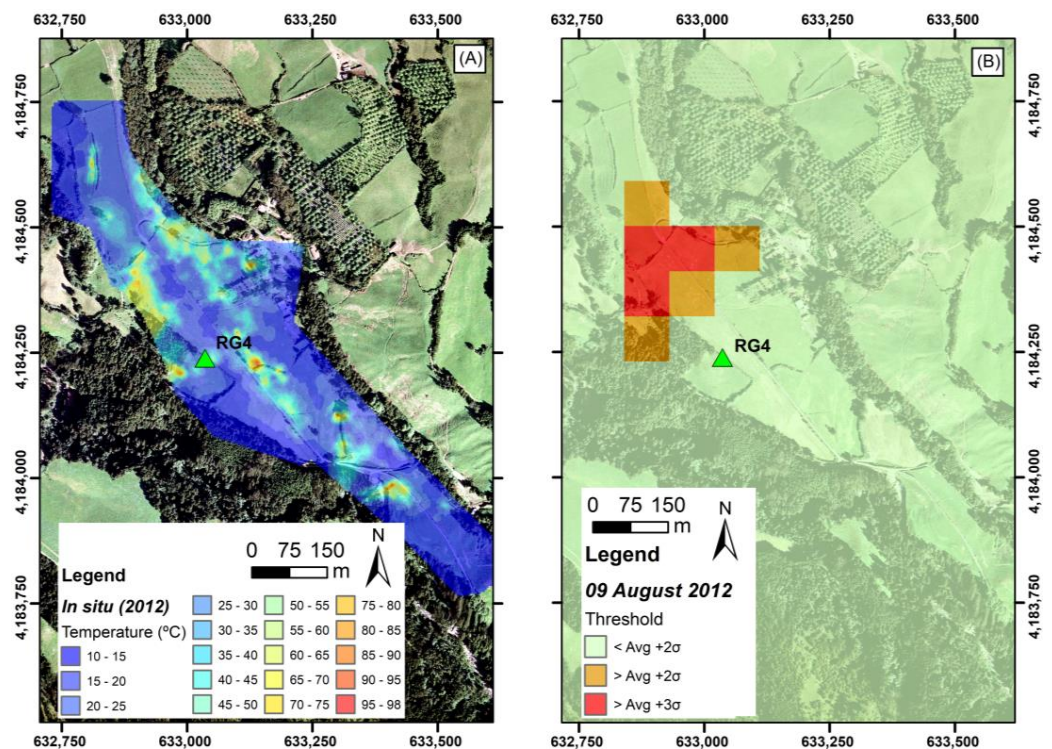 632,750 633,000 633,250 633,500 632,750 633,000 633,250 633,500
(A) (B)
4,184,750 4,184,750
4,184,500 4,184,500
4,184,250 4,184,250
4,184,000 4,184,000
4,183,750 4,183,750
RG4
RG4
0 75 150
m
N
Legend
In situ (2012)
Temperature (ºC)
10 - 15
15 - 20
20 - 25
25 - 30
30 - 35
35 - 40
40 - 45
45 - 50
50 - 55
55 - 60
60 - 65
65 - 70
70 - 75
75 - 80
80 - 85
85 - 90
90 - 95
95 - 98
0 75 150
m
N
Legend
09 August 2012
Threshold
< Avg +2σ
> Avg +2σ
> Avg +3σ
632,750 633,000 633,250 633,500 632,750 633,000 633,250 633,500